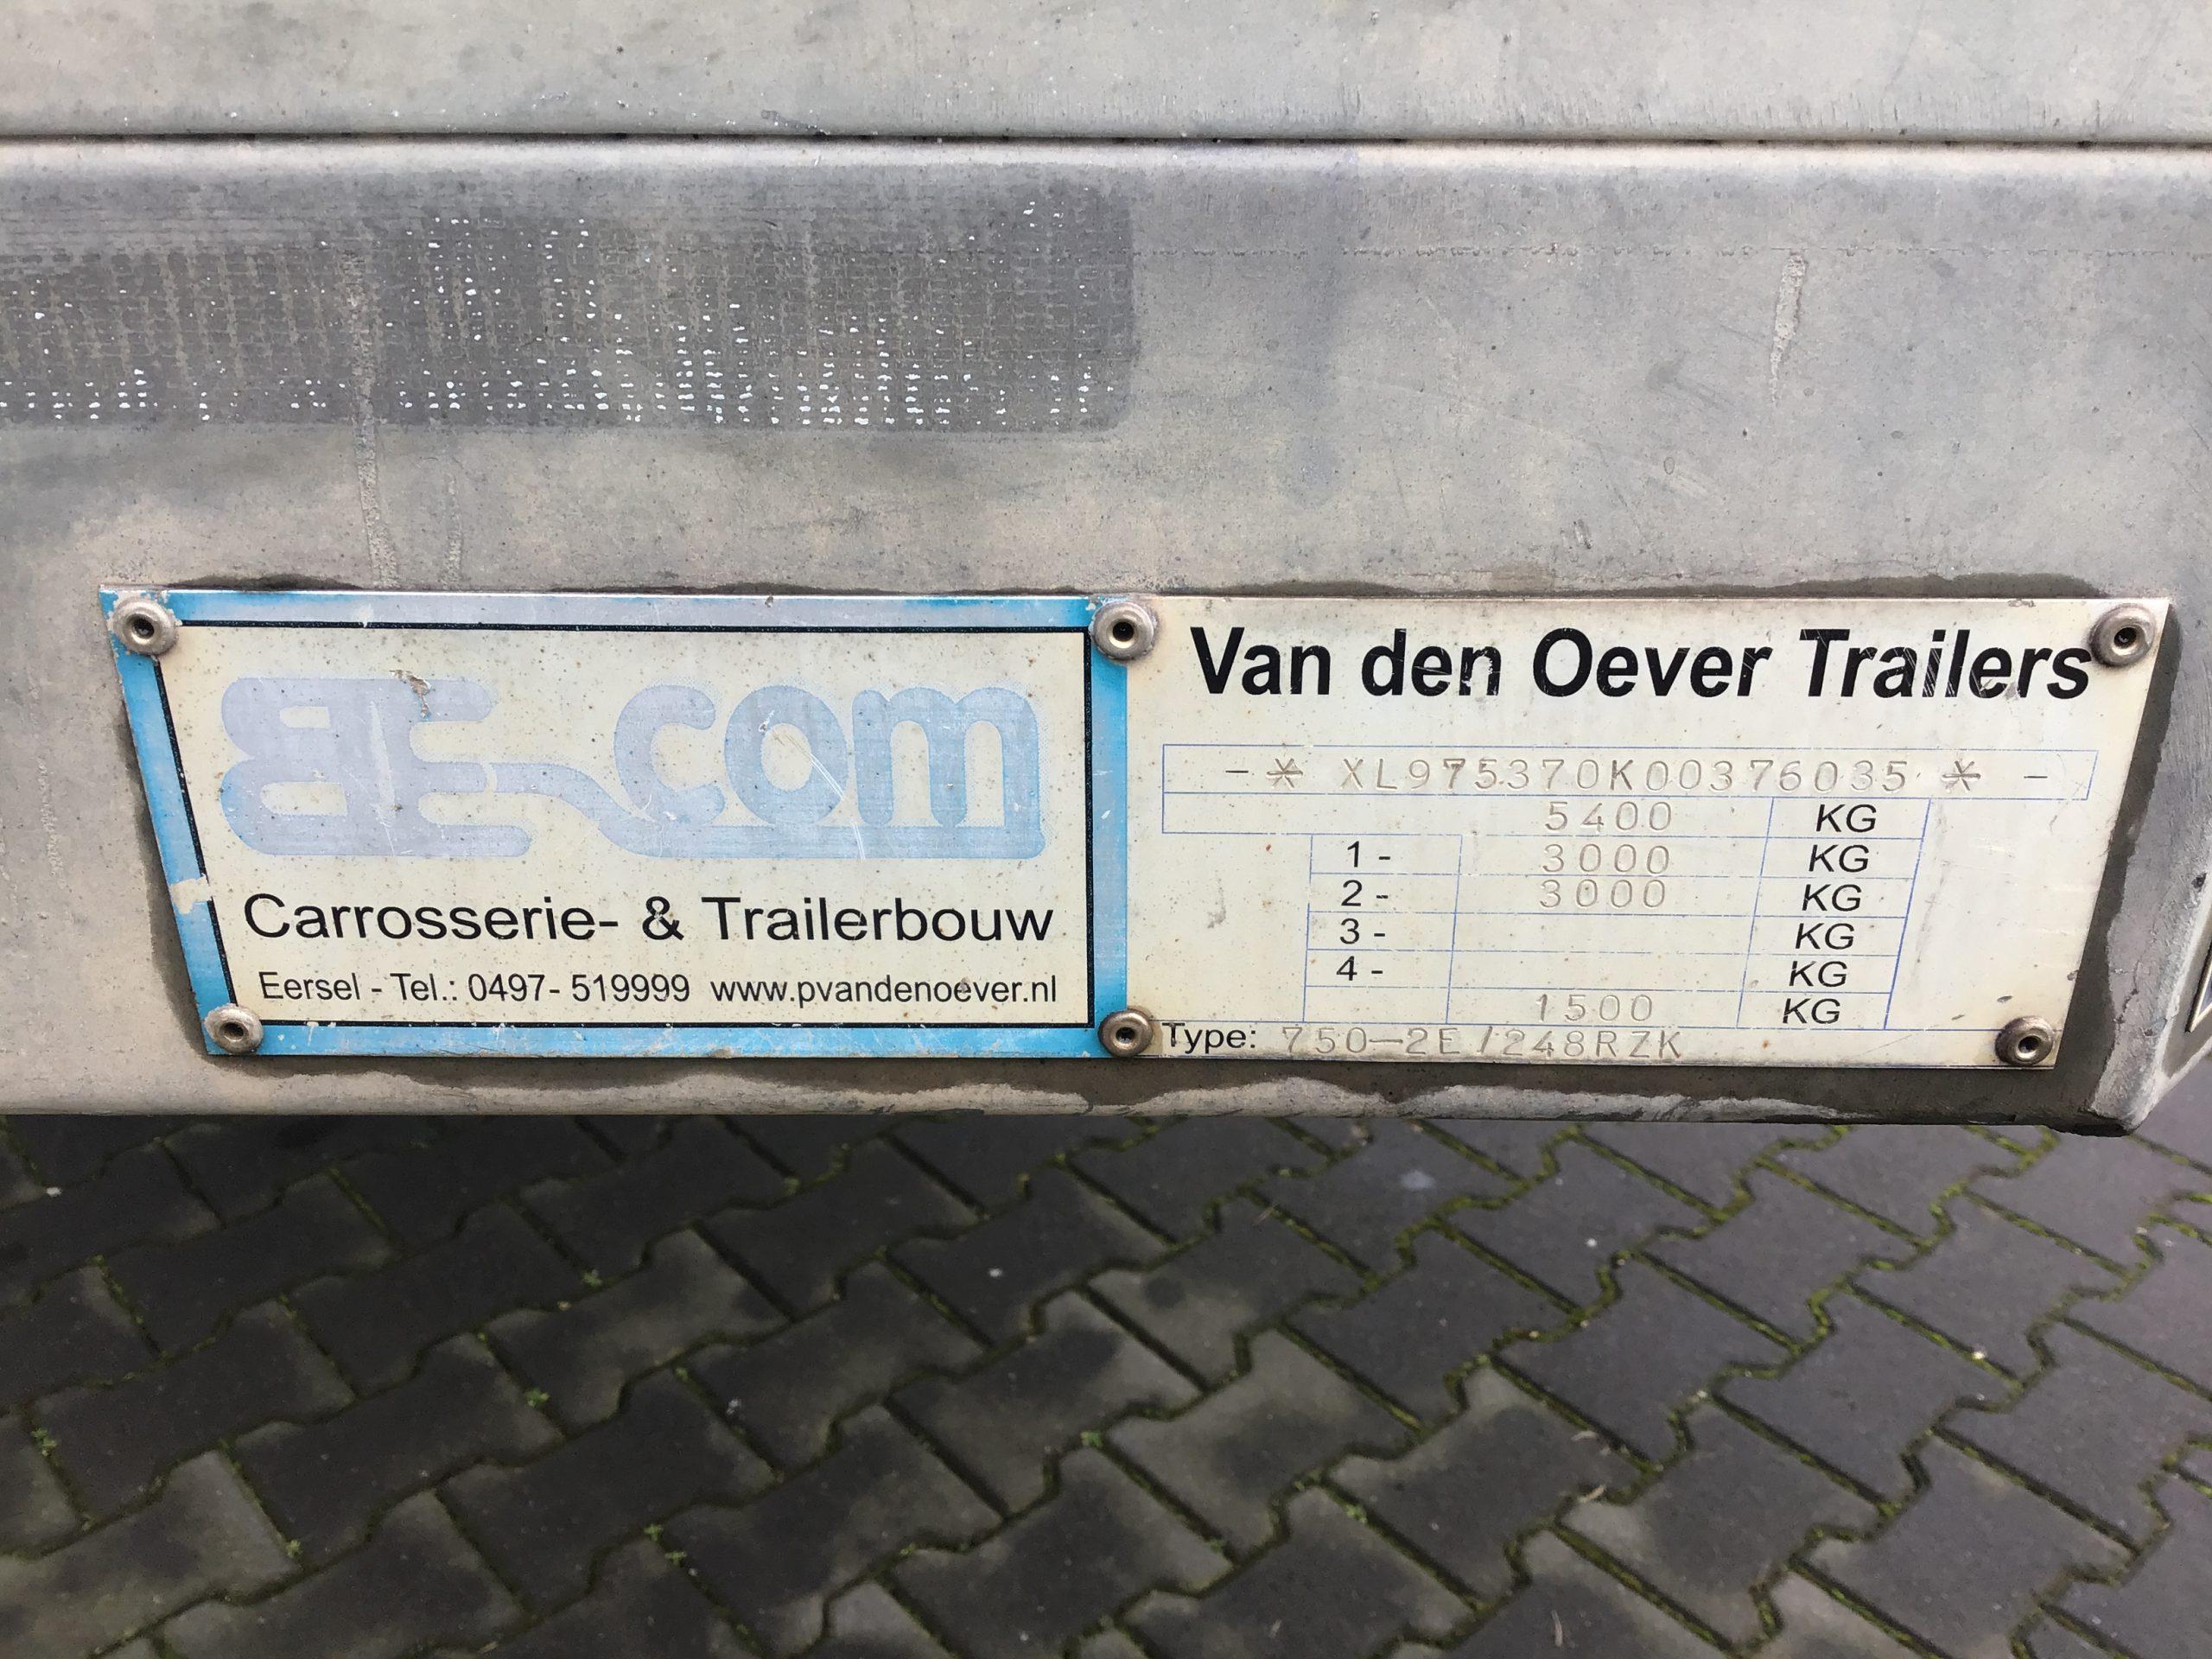 BE-com
Carrosserie- & Trailerbouw
Eersel - Tel.: 0497- 519999 www.pvandenoever.nl
Van den Oever Trailers
-* XL975370K00376035 *-
5400 KG
1- 3000 KG
2- 3000 KG
3- KG
4- KG
1500 KG
Type: 750-2E/248RZK